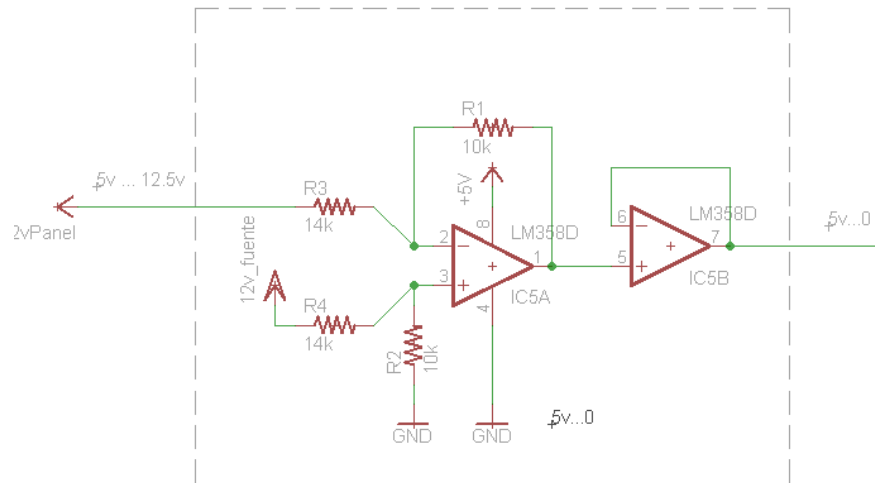 R1
10k
+5V
5v ... 12.5v
R3
14k
2vPanel
12v_fuente
R4
14k
R2
10k
GND
GND
2
3
8
4
1
LM358D
IC5A
6
5
7
LM358D
IC5B
5v...0
5v...0